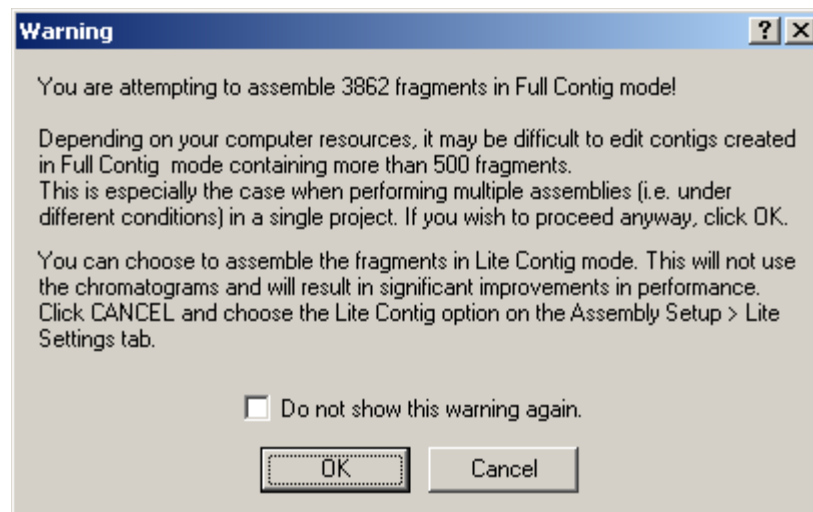 Warning
You are attempting to assemble 3862 fragments in Full Contig mode!
Depending on your computer resources, it may be difficult to edit contigs created
in Full Contig  mode containing more than 500 fragments.
This is especially the case when performing multiple assemblies (i.e. under
different conditions) in a single project. If you wish to proceed anyway, click OK.
You can choose to assemble the fragments in Lite Contig mode. This will not use
the chromatograms and will result in significant improvements in performance.
Click CANCEL and choose the Lite Contig option on the Assembly Setup > Lite
Settings tab.
Do not show this warning again.
OK Cancel